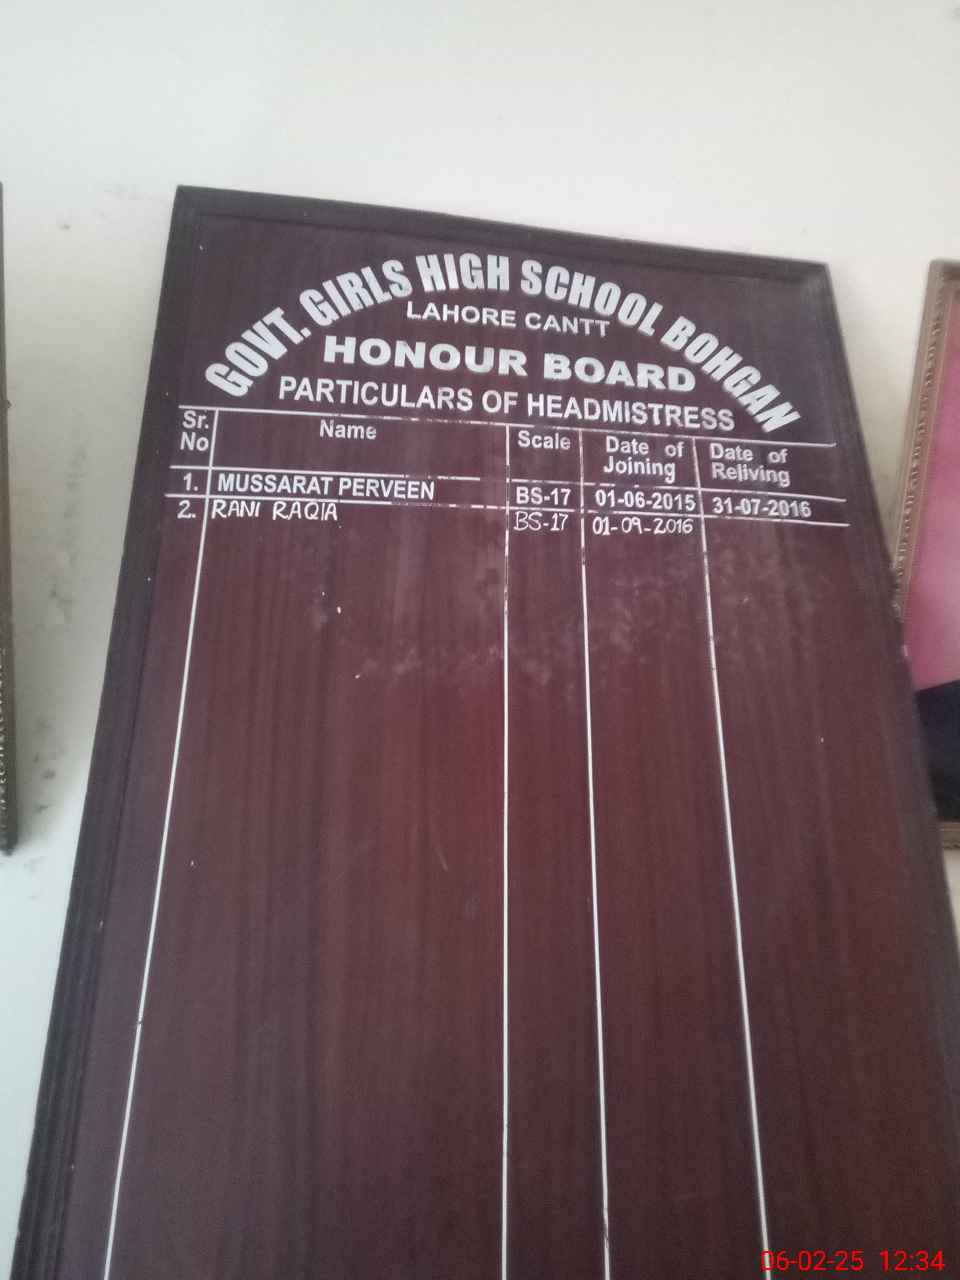 GOVT. GIRLS HIGH SCHOOL BOHGAN
LAHORE CANTT
HONOUR BOARD
PARTICULARS OF HEADMISTRESS
Sr. No Name Scale Date of Joining Date of Reliving
1. MUSSARAT PERVEEN BS-17 01-06-2015 31-07-2016
2. RANI RAQIA BS-17 01-09-2016
06-02-25 12:34